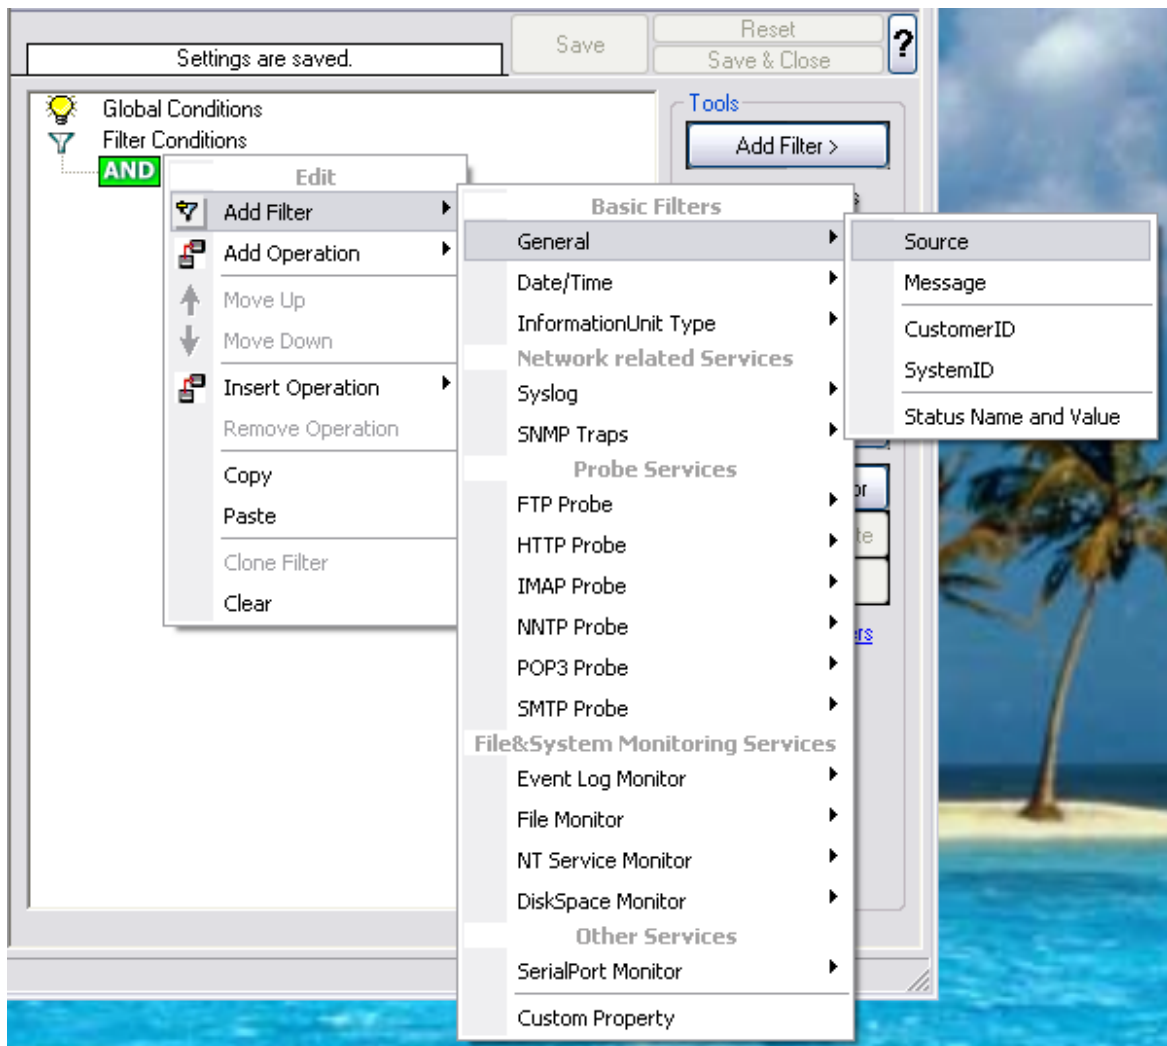 Settings are saved.
Save
Reset
Save & Close
?
Global Conditions
Filter Conditions
AND
Tools
Add Filter >
Edit
Add Filter
Add Operation
Move Up
Move Down
Insert Operation
Remove Operation
Copy
Paste
Clone Filter
Clear
Basic Filters
General
Date/Time
InformationUnit Type
Network related Services
Syslog
SNMP Traps
Probe Services
FTP Probe
HTTP Probe
IMAP Probe
NNTP Probe
POP3 Probe
SMTP Probe
File&System Monitoring Services
Event Log Monitor
File Monitor
NT Service Monitor
DiskSpace Monitor
Other Services
SerialPort Monitor
Custom Property
Source
Message
CustomerID
SystemID
Status Name and Value